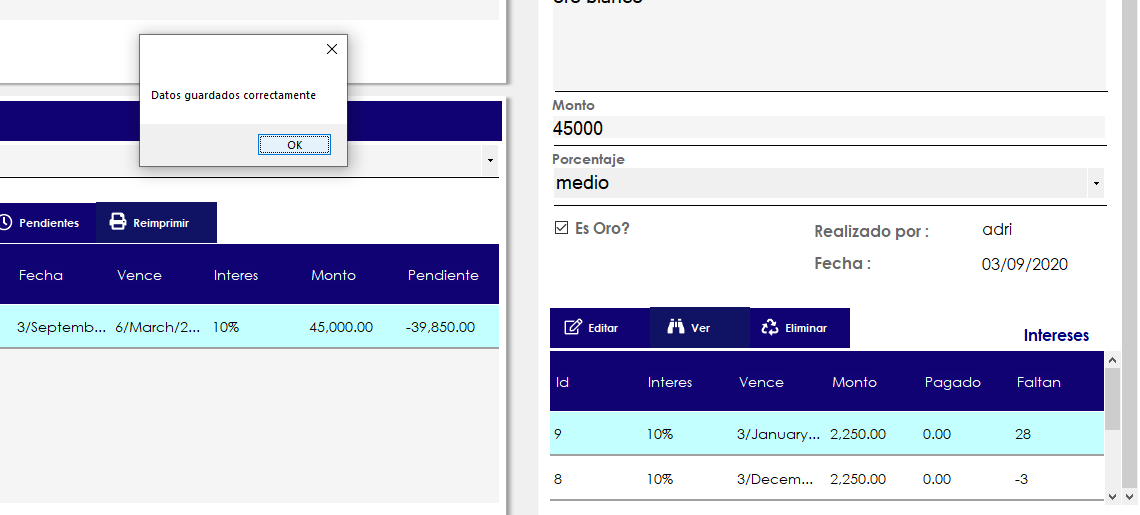 Datos guardados correctamente
OK
Pendientes
Reimprimir
Fecha Vence Interes Monto Pendiente
3/Septemb... 6/March/2... 10% 45,000.00 -39,850.00
oro blanco
Monto
45000
Porcentaje
medio
Es Oro?
Realizado por : adri
Fecha : 03/09/2020
Editar
Ver
Eliminar
Intereses
Id Interes Vence Monto Pagado Faltan
9 10% 3/January... 2,250.00 0.00 28
8 10% 3/Decem... 2,250.00 0.00 -3